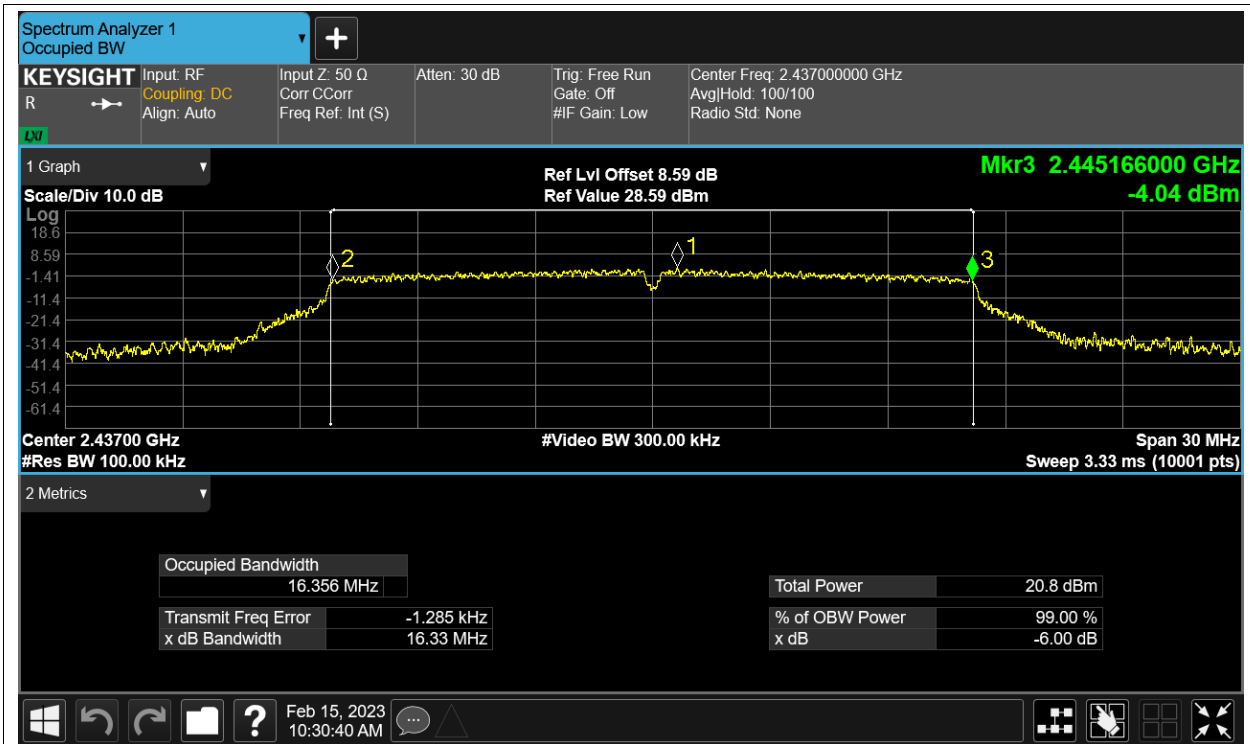 Spectrum Analyzer 1
Occupied BW
KEYSIGHT
R
LXI
Input: RF
Coupling: DC
Align: Auto
Input Z: 50 Ω
Corr CCorr
Freq Ref: Int (S)
Atten: 30 dB
Trig: Free Run
Gate: Off
#IF Gain: Low
Center Freq: 2.437000000 GHz
Avg|Hold: 100/100
Radio Std: None
1 Graph
Scale/Div 10.0 dB
Ref Lvl Offset 8.59 dB
Ref Value 28.59 dBm
Mkr3 2.445166000 GHz
-4.04 dBm
Log
18.6
8.59
-1.41
-11.4
-21.4
-31.4
-41.4
-51.4
-61.4
2
1
3
Center 2.43700 GHz
#Res BW 100.00 kHz
#Video BW 300.00 kHz
Span 30 MHz
Sweep 3.33 ms (10001 pts)
2 Metrics
Occupied Bandwidth
16.356 MHz
Transmit Freq Error -1.285 kHz
x dB Bandwidth 16.33 MHz
Total Power 20.8 dBm
% of OBW Power 99.00 %
x dB -6.00 dB
?
Feb 15, 2023
10:30:40 AM